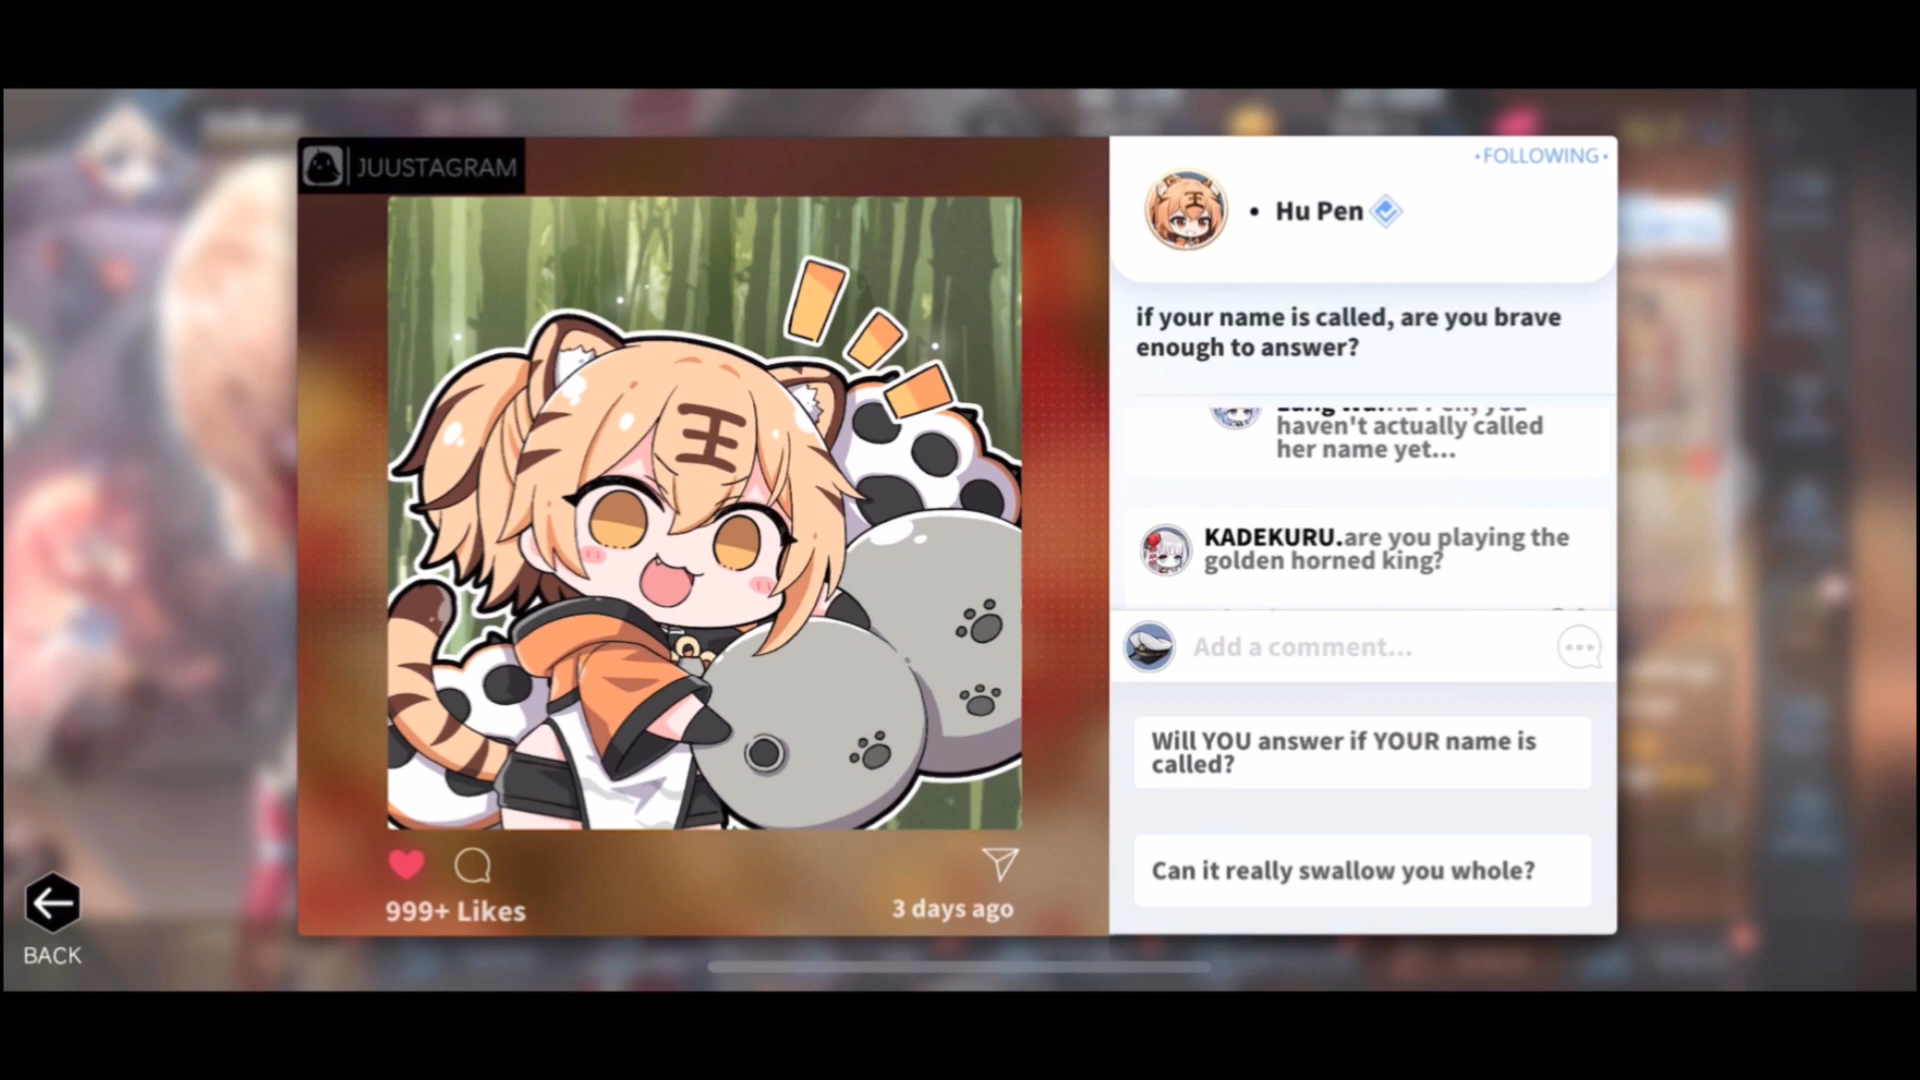 JUUSTAGRAM
•FOLLOWING•
• Hu Pen
if your name is called, are you brave
enough to answer?
haven't actually called
her name yet...
KADEKURU.are you playing the
golden horned king?
Add a comment...
Will YOU answer if YOUR name is
called?
Can it really swallow you whole?
王
999+ Likes
3 days ago
BACK